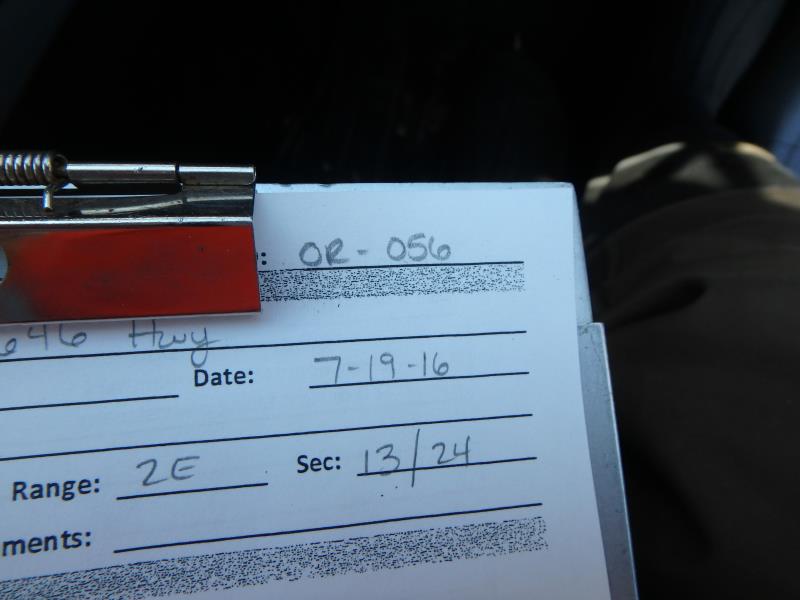 : OR-056
646 Hwy
Date: 7-19-16
Range: 2E Sec: 13/24
ments: